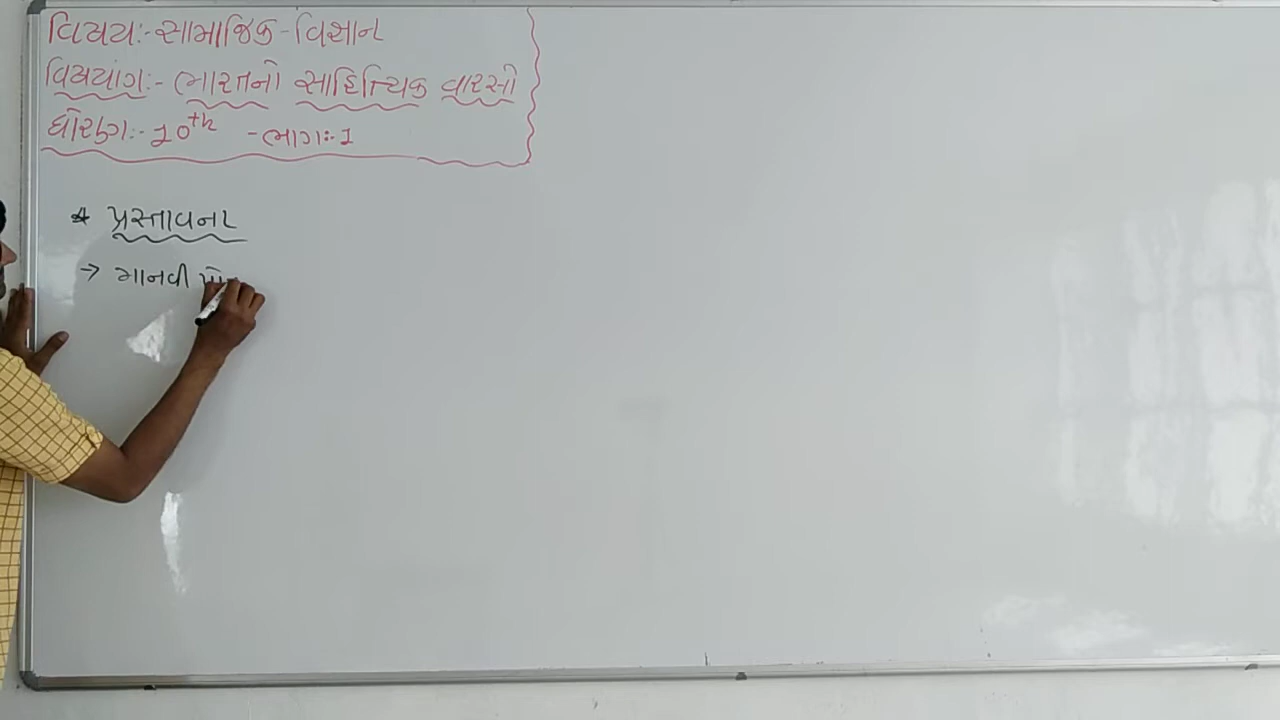 વિષય:-સામાજિક-વિજ્ઞાન
વિષયાંગ:- ભારતનો સાહિત્યિક વારસો
ધોરણ:-10th -ભાગ:-1
* પ્રસ્તાવના
→ માનવી